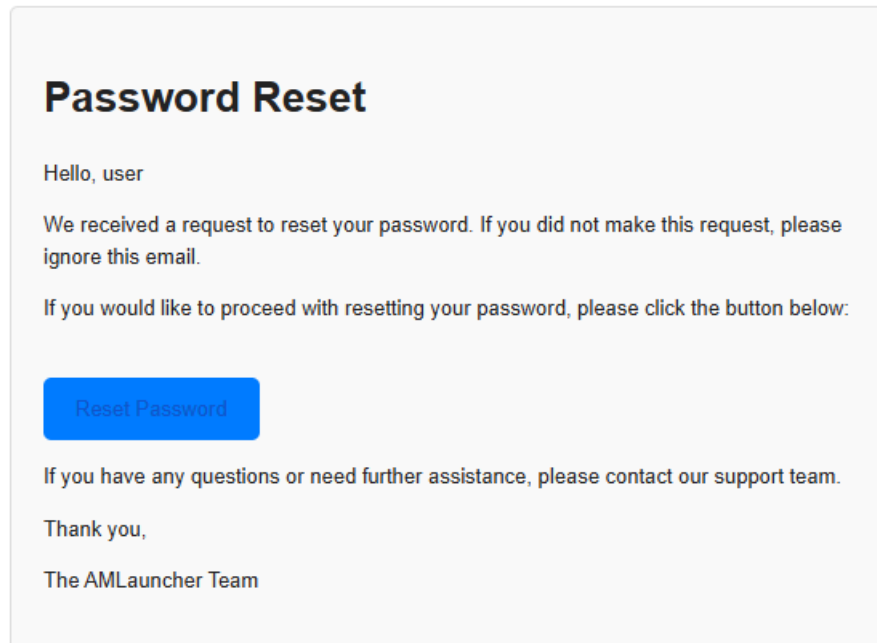 Password Reset
Hello, user
We received a request to reset your password. If you did not make this request, please
ignore this email.
If you would like to proceed with resetting your password, please click the button below:
Reset Password
If you have any questions or need further assistance, please contact our support team.
Thank you,
The AMLauncher Team